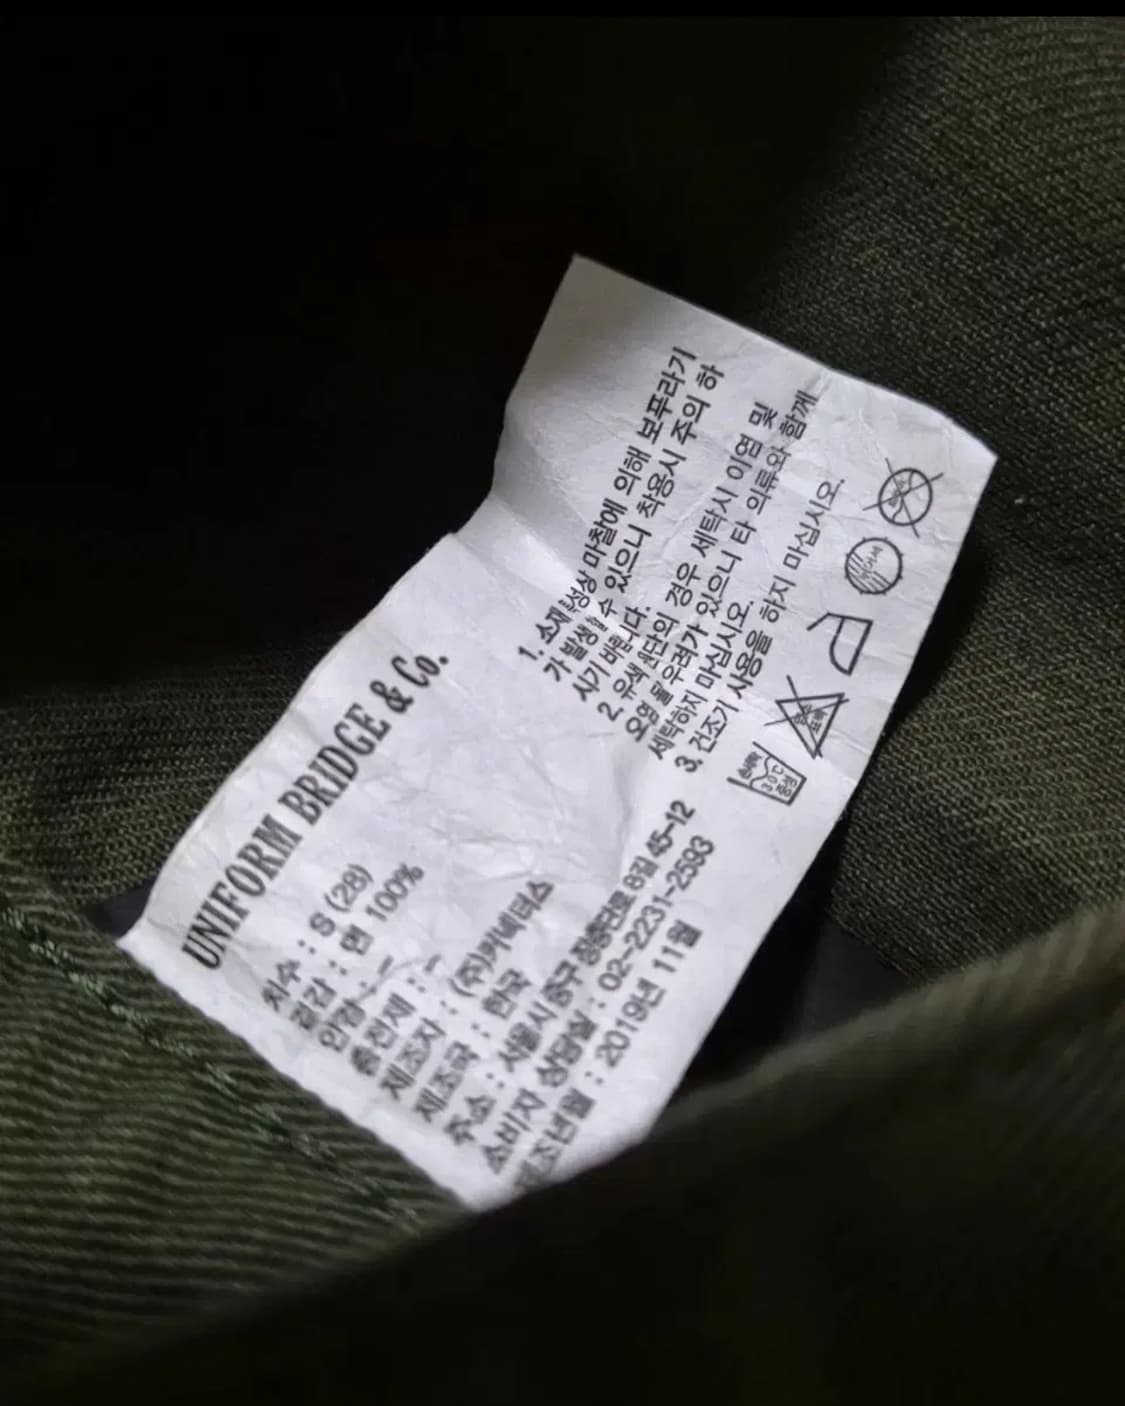 UNIFORM BRIDGE & Co.
치수 : S (28)
겉감 : 면 100%
안감 : –
충전재 : –
제조자 : (주)커넥터스
제조국 : 한국
주소 : 서울시 중구 장충단로 8길 45-12
소비자 상담실 : 02-2231-2593
제조년월 : 2019년 11월
1. 소재특성상 마찰에 의해 보푸라기
가 발생할 수 있으니 착용시 주의 하
시기 바랍니다.
2. 유색 원단의 경우 세탁시 이염 및
오염 될 우려가 있으니 타 의류와 함께
세탁하지 마십시오.
3. 건조기 사용을 하지 마십시오.
30℃
중성